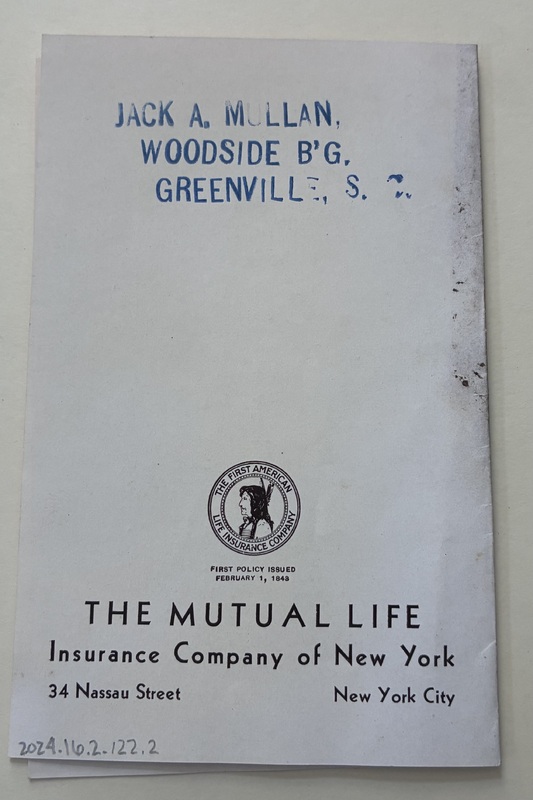 JACK A. MULLAN,
WOODSIDE B'G,
GREENVILLE, S. C.
THE FIRST AMERICAN
LIFE INSURANCE COMPANY
FIRST POLICY ISSUED
FEBRUARY 1, 1843
THE MUTUAL LIFE
Insurance Company of New York
34 Nassau Street New York City
2024.16.2.122.2